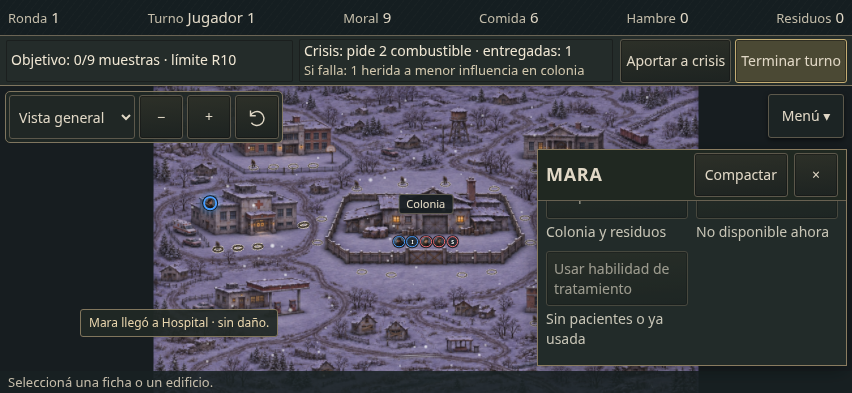 Ronda 1 Turno Jugador 1 Moral 9 Comida 6 Hambre 0 Residuos 0
Objetivo: 0/9 muestras · límite R10
Crisis: pide 2 combustible · entregadas: 1
Si falla: 1 herida a menor influencia en colonia
Aportar a crisis
Terminar turno
Vista general
−
+
Menú ▾
MARA
Compactar
×
Colonia
Colonia y residuos
No disponible ahora
Usar habilidad de
tratamiento
Sin pacientes o ya
usada
Mara llegó a Hospital · sin daño.
Seleccioná una ficha o un edificio.